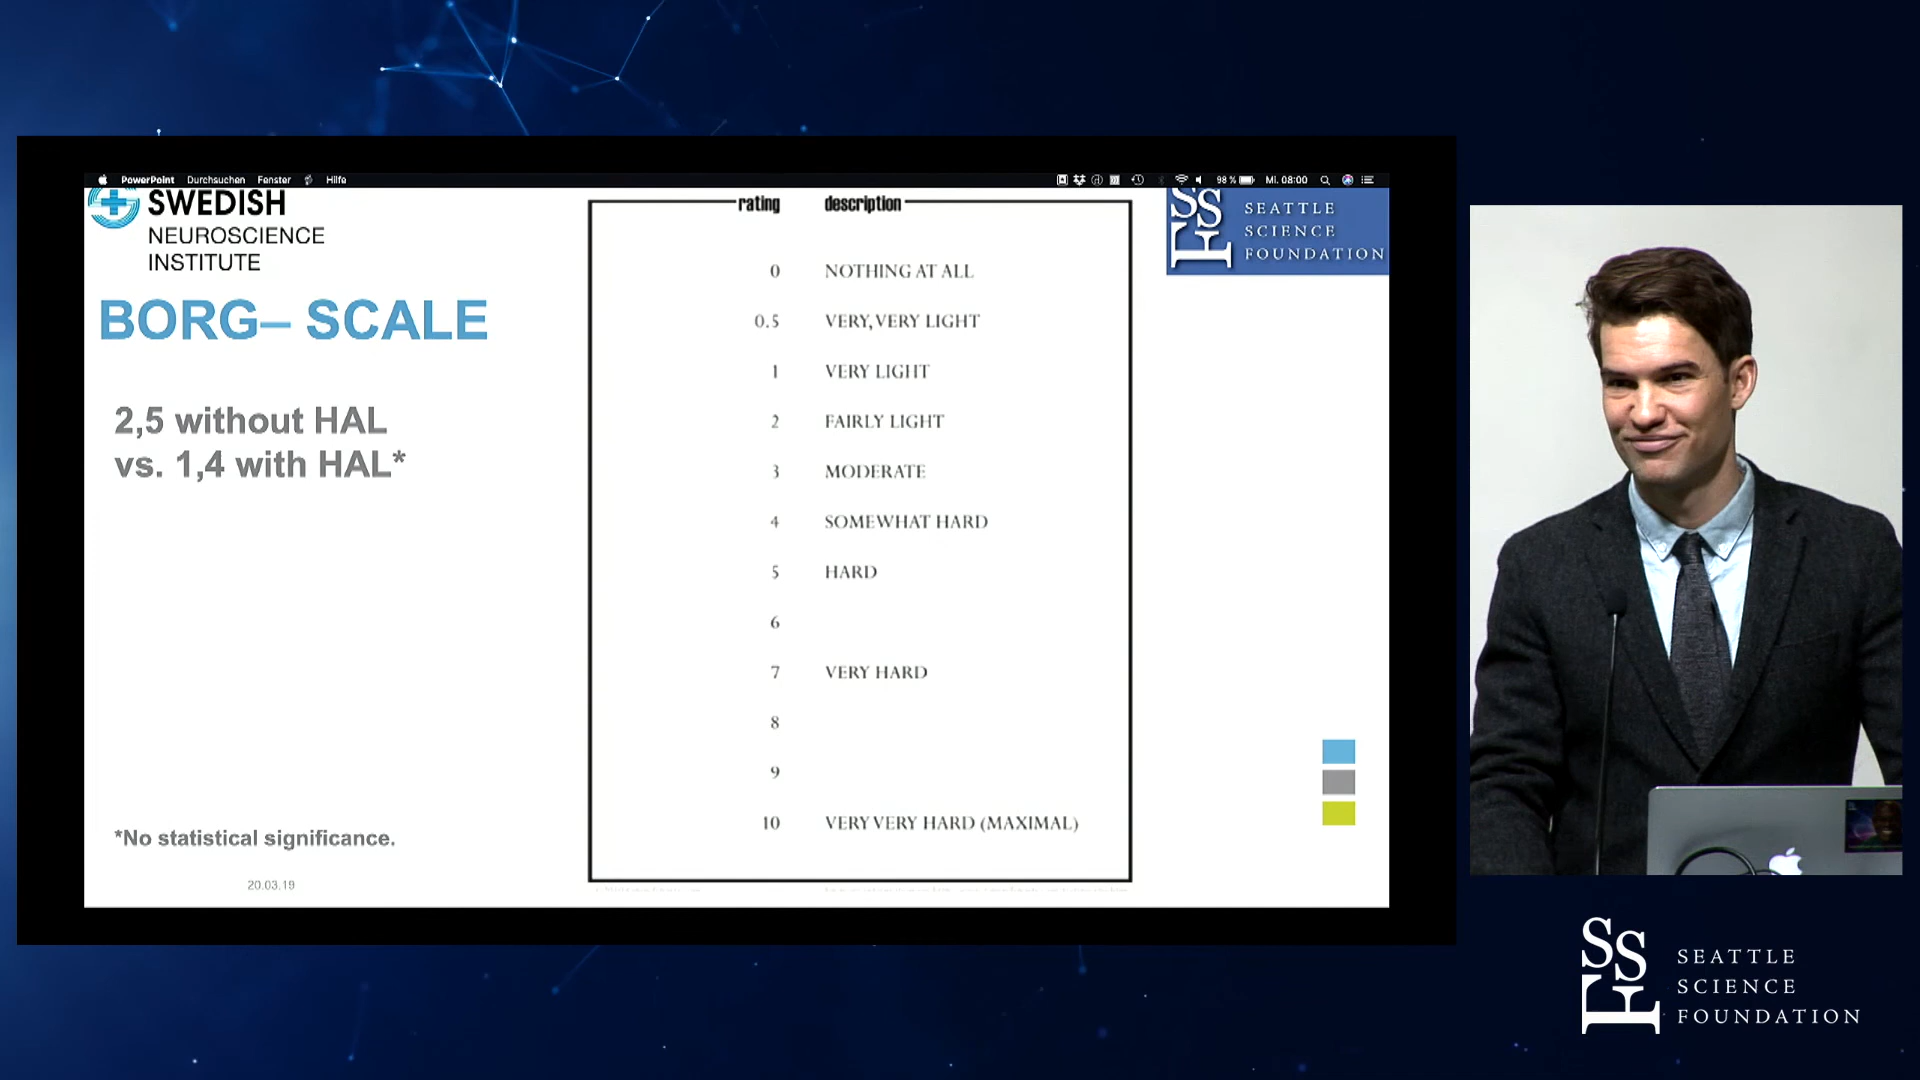 PowerPoint Durchsuchen Fenster Hilfe
98 % Mi. 08:00
SWEDISH
NEUROSCIENCE
INSTITUTE
BORG– SCALE
2,5 without HAL
vs. 1,4 with HAL*
*No statistical significance.
20.03.19
rating description
0 NOTHING AT ALL
0.5 VERY, VERY LIGHT
1 VERY LIGHT
2 FAIRLY LIGHT
3 MODERATE
4 SOMEWHAT HARD
5 HARD
6
7 VERY HARD
8
9
10 VERY VERY HARD (MAXIMAL)
SSF
SEATTLE
SCIENCE
FOUNDATION
SSF
SEATTLE
SCIENCE
FOUNDATION